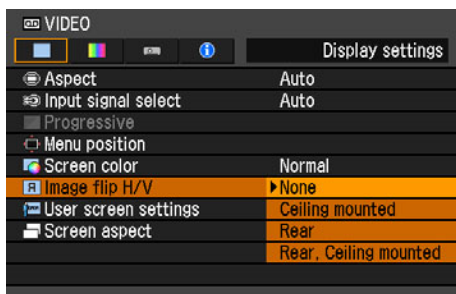 VIDEO
Display settings
Aspect Auto
Input signal select Auto
Progressive
Menu position
Screen color Normal
Image flip H/V None
User screen settings Ceiling mounted
Screen aspect Rear
Rear, Ceiling mounted